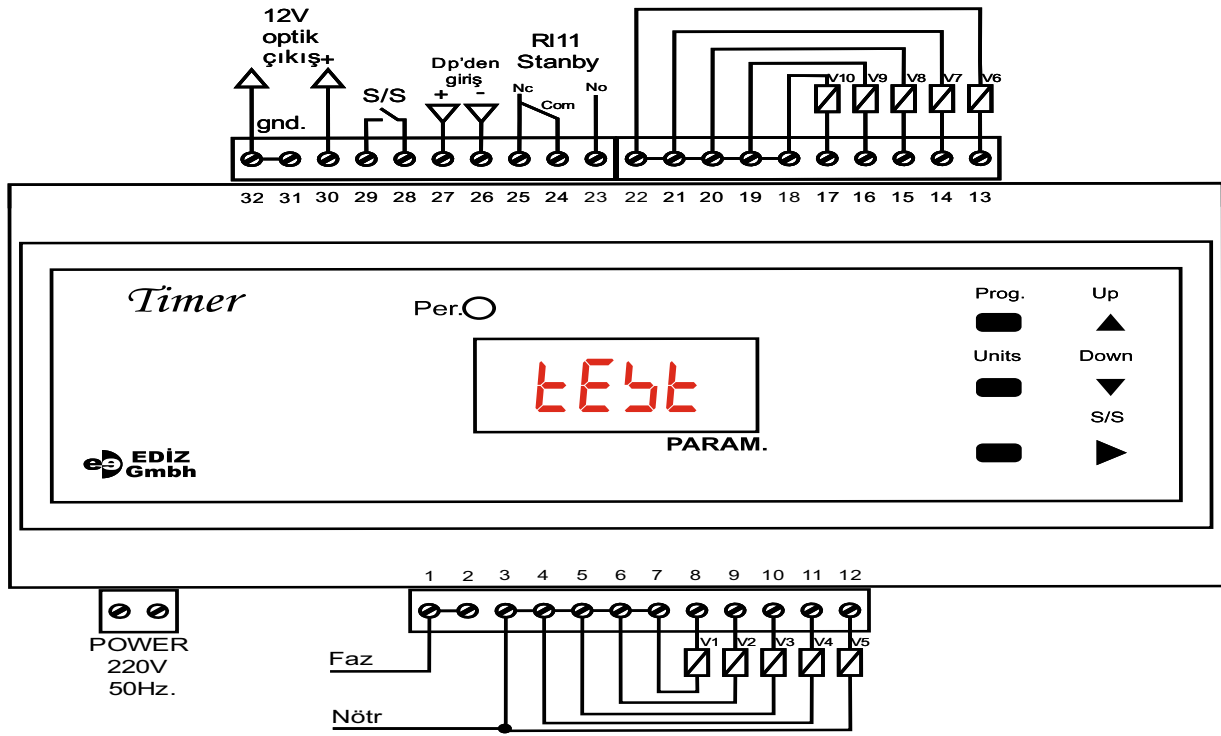 12V
optik
çıkış+
gnd.
S/S
Dp'den
giriş
+ -
RI11
Stanby
Nc
Com
No
V10 V9 V8 V7 V6
32 31 30 29 28 27 26 25 24 23 22 21 20 19 18 17 16 15 14 13
Timer
Per.
tESt
PARAM.
Prog. Up
Units Down
S/S
ee EDİZ
Gmbh
1 2 3 4 5 6 7 8 9 10 11 12
POWER
220V
50Hz.
Faz
Nötr
V1 V2 V3 V4 V5